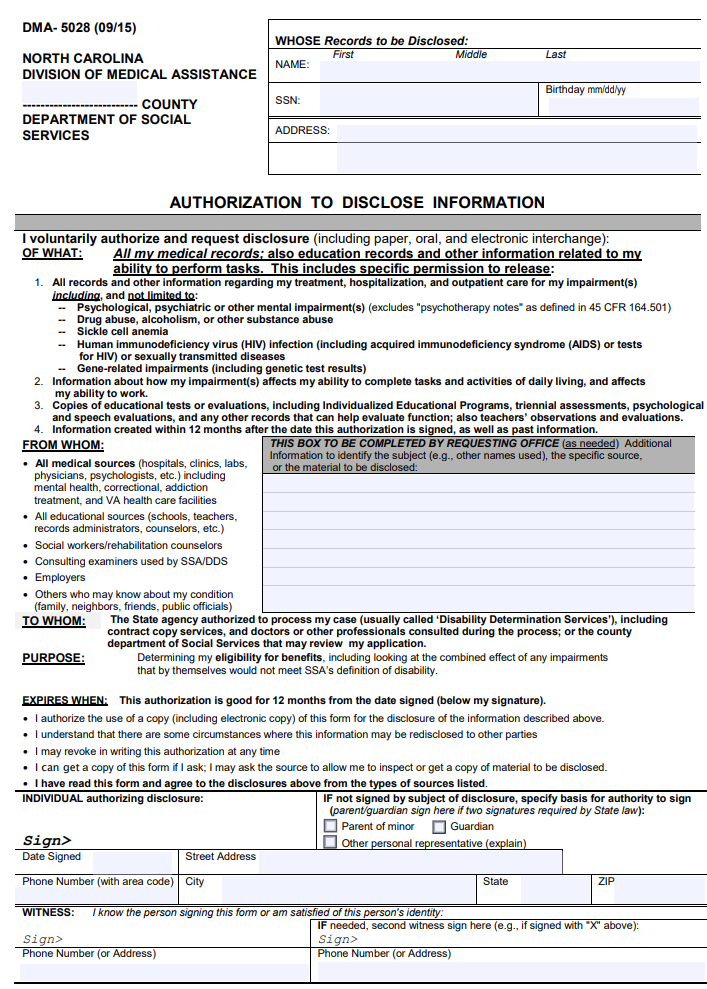 DMA- 5028 (09/15)
NORTH CAROLINA
DIVISION OF MEDICAL ASSISTANCE
-------------------------- COUNTY
DEPARTMENT OF SOCIAL
SERVICES
WHOSE Records to be Disclosed:
First Middle Last
NAME:
SSN:
Birthday mm/dd/yy
ADDRESS:
AUTHORIZATION TO DISCLOSE INFORMATION
I voluntarily authorize and request disclosure (including paper, oral, and electronic interchange):
OF WHAT: All my medical records; also education records and other information related to my
ability to perform tasks. This includes specific permission to release:
1. All records and other information regarding my treatment, hospitalization, and outpatient care for my impairment(s)
including, and not limited to:
-- Psychological, psychiatric or other mental impairment(s) (excludes "psychotherapy notes" as defined in 45 CFR 164.501)
-- Drug abuse, alcoholism, or other substance abuse
-- Sickle cell anemia
-- Human immunodeficiency virus (HIV) infection (including acquired immunodeficiency syndrome (AIDS) or tests
for HIV) or sexually transmitted diseases
-- Gene-related impairments (including genetic test results)
2. Information about how my impairment(s) affects my ability to complete tasks and activities of daily living, and affects
my ability to work.
3. Copies of educational tests or evaluations, including Individualized Educational Programs, triennial assessments, psychological
and speech evaluations, and any other records that can help evaluate function; also teachers' observations and evaluations.
4. Information created within 12 months after the date this authorization is signed, as well as past information.
FROM WHOM:
• All medical sources (hospitals, clinics, labs,
physicians, psychologists, etc.) including
mental health, correctional, addiction
treatment, and VA health care facilities
• All educational sources (schools, teachers,
records administrators, counselors, etc.)
• Social workers/rehabilitation counselors
• Consulting examiners used by SSA/DDS
• Employers
• Others who may know about my condition
(family, neighbors, friends, public officials)
THIS BOX TO BE COMPLETED BY REQUESTING OFFICE (as needed) Additional
Information to identify the subject (e.g., other names used), the specific source,
or the material to be disclosed:
TO WHOM: The State agency authorized to process my case (usually called 'Disability Determination Services'), including
contract copy services, and doctors or other professionals consulted during the process; or the county
department of Social Services that may review my application.
PURPOSE: Determining my eligibility for benefits, including looking at the combined effect of any impairments
that by themselves would not meet SSA's definition of disability.
EXPIRES WHEN: This authorization is good for 12 months from the date signed (below my signature).
• I authorize the use of a copy (including electronic copy) of this form for the disclosure of the information described above.
• I understand that there are some circumstances where this information may be redisclosed to other parties
• I may revoke in writing this authorization at any time
• I can get a copy of this form if I ask; I may ask the source to allow me to inspect or get a copy of material to be disclosed.
• I have read this form and agree to the disclosures above from the types of sources listed.
INDIVIDUAL authorizing disclosure:
Sign>
IF not signed by subject of disclosure, specify basis for authority to sign
(parent/guardian sign here if two signatures required by State law):
Parent of minor Guardian
Other personal representative (explain)
Date Signed Street Address
Phone Number (with area code) City State ZIP
WITNESS: I know the person signing this form or am satisfied of this person's identity:
IF needed, second witness sign here (e.g., if signed with "X" above):
Sign> Sign>
Phone Number (or Address) Phone Number (or Address)